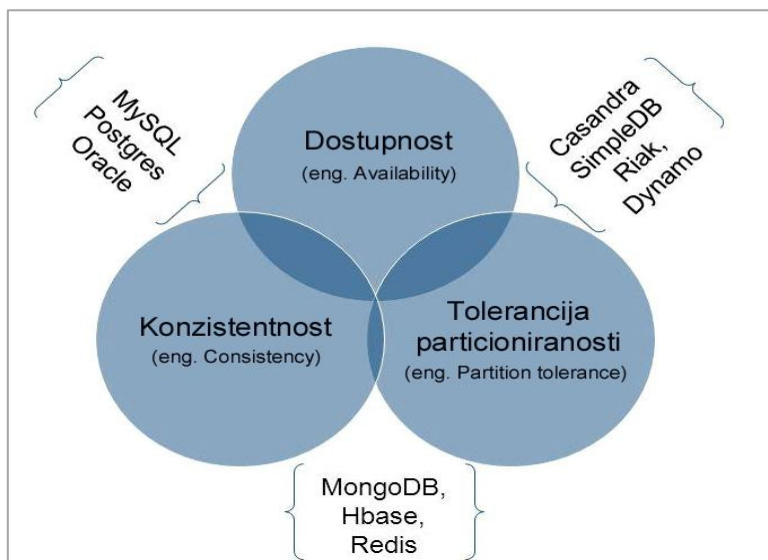 MySQL
Postgres
Oracle
Dostupnost
(eng. Availability)
Casandra
SimpleDB
Riak,
Dynamo
Konzistentnost
(eng. Consistency)
Tolerancija
particioniranosti
(eng. Partition tolerance)
MongoDB,
Hbase,
Redis